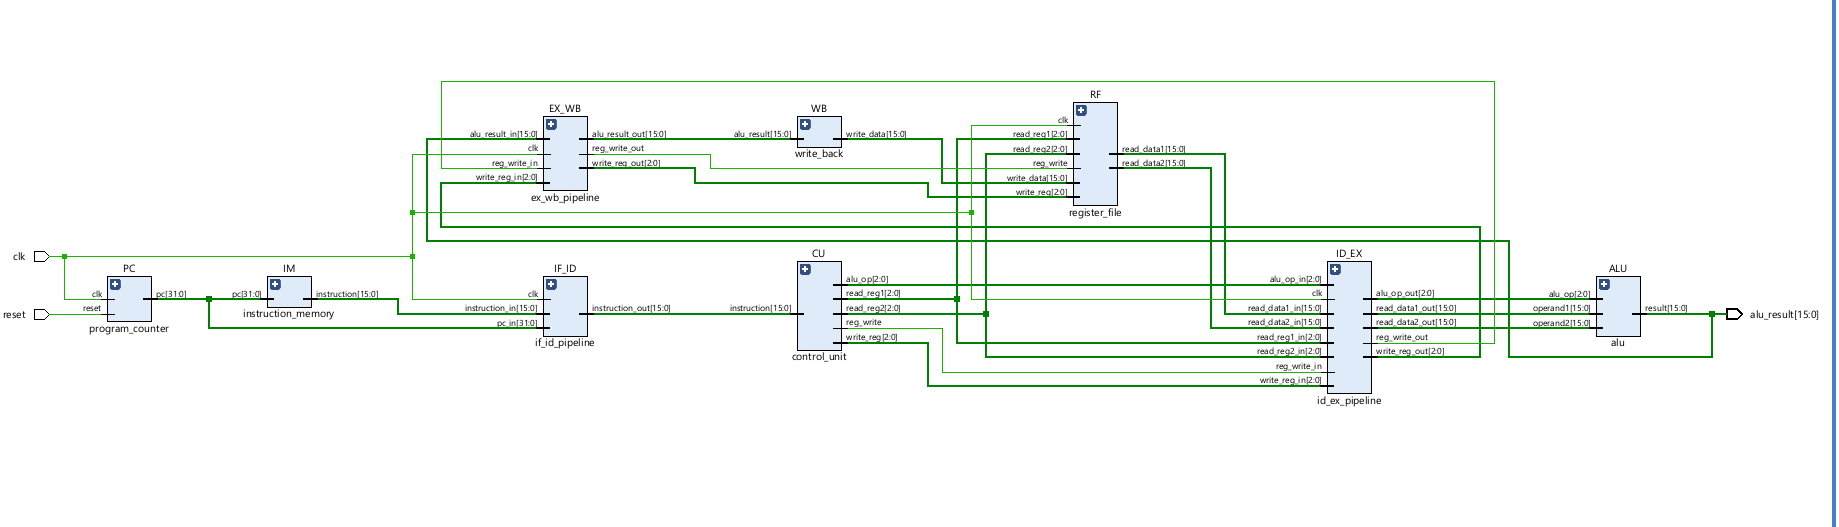 EX_WB
alu_result_in[15:0]
clk
reg_write_in
write_reg_in[2:0]
alu_result_out[15:0]
reg_write_out
write_reg_out[2:0]
ex_wb_pipeline
WB
alu_result[15:0]
write_data[15:0]
write_back
RF
clk
read_reg1[2:0]
read_reg2[2:0]
reg_write
write_data[15:0]
write_reg[2:0]
read_data1[15:0]
read_data2[15:0]
register_file
clk
reset
PC
clk
reset
pc[31:0]
program_counter
IM
pc[31:0]
instruction[15:0]
instruction_memory
IF_ID
clk
instruction_in[15:0]
pc_in[31:0]
instruction_out[15:0]
if_id_pipeline
CU
instruction[15:0]
alu_op[2:0]
read_reg1[2:0]
read_reg2[2:0]
reg_write
write_reg[2:0]
control_unit
ID_EX
alu_op_in[2:0]
clk
read_data1_in[15:0]
read_data2_in[15:0]
read_reg1_in[2:0]
read_reg2_in[2:0]
reg_write_in
write_reg_in[2:0]
alu_op_out[2:0]
read_data1_out[15:0]
read_data2_out[15:0]
reg_write_out
write_reg_out[2:0]
id_ex_pipeline
ALU
alu_op[2:0]
operand1[15:0]
operand2[15:0]
result[15:0]
alu
alu_result[15:0]